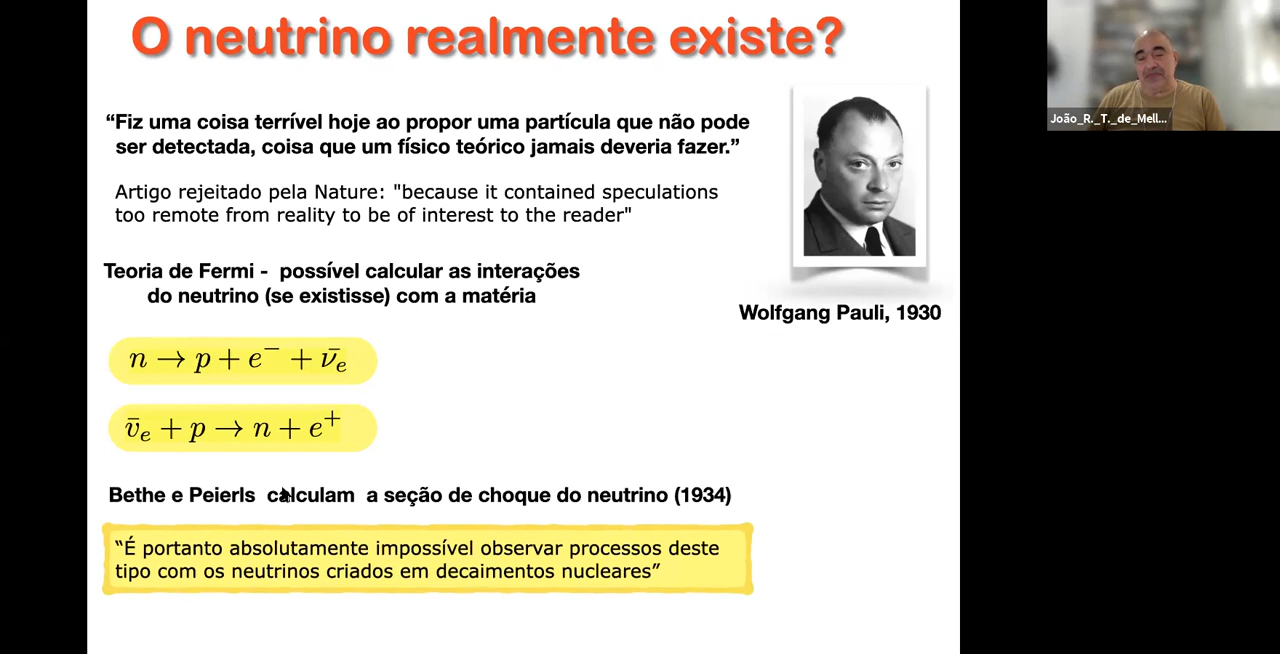 O neutrino realmente existe?
João_R._T._de_Mell...
“Fiz uma coisa terrível hoje ao propor uma partícula que não pode
ser detectada, coisa que um físico teórico jamais deveria fazer.”
Artigo rejeitado pela Nature: "because it contained speculations
too remote from reality to be of interest to the reader"
Teoria de Fermi - possível calcular as interações
do neutrino (se existisse) com a matéria
Wolfgang Pauli, 1930
n → p + e⁻ + ν̄ₑ
v̄ₑ + p → n + e⁺
Bethe e Peierls calculam a seção de choque do neutrino (1934)
“É portanto absolutamente impossível observar processos deste
tipo com os neutrinos criados em decaimentos nucleares”